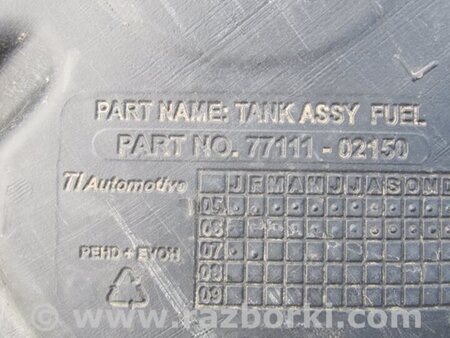 PART NAME: TANK ASSY FUEL
PART NO. 77111 - 02150
TI Automotive
J F M A M J J A S O N D
05
06
07
08
09
PEHD + EVOH
www.razborki.com